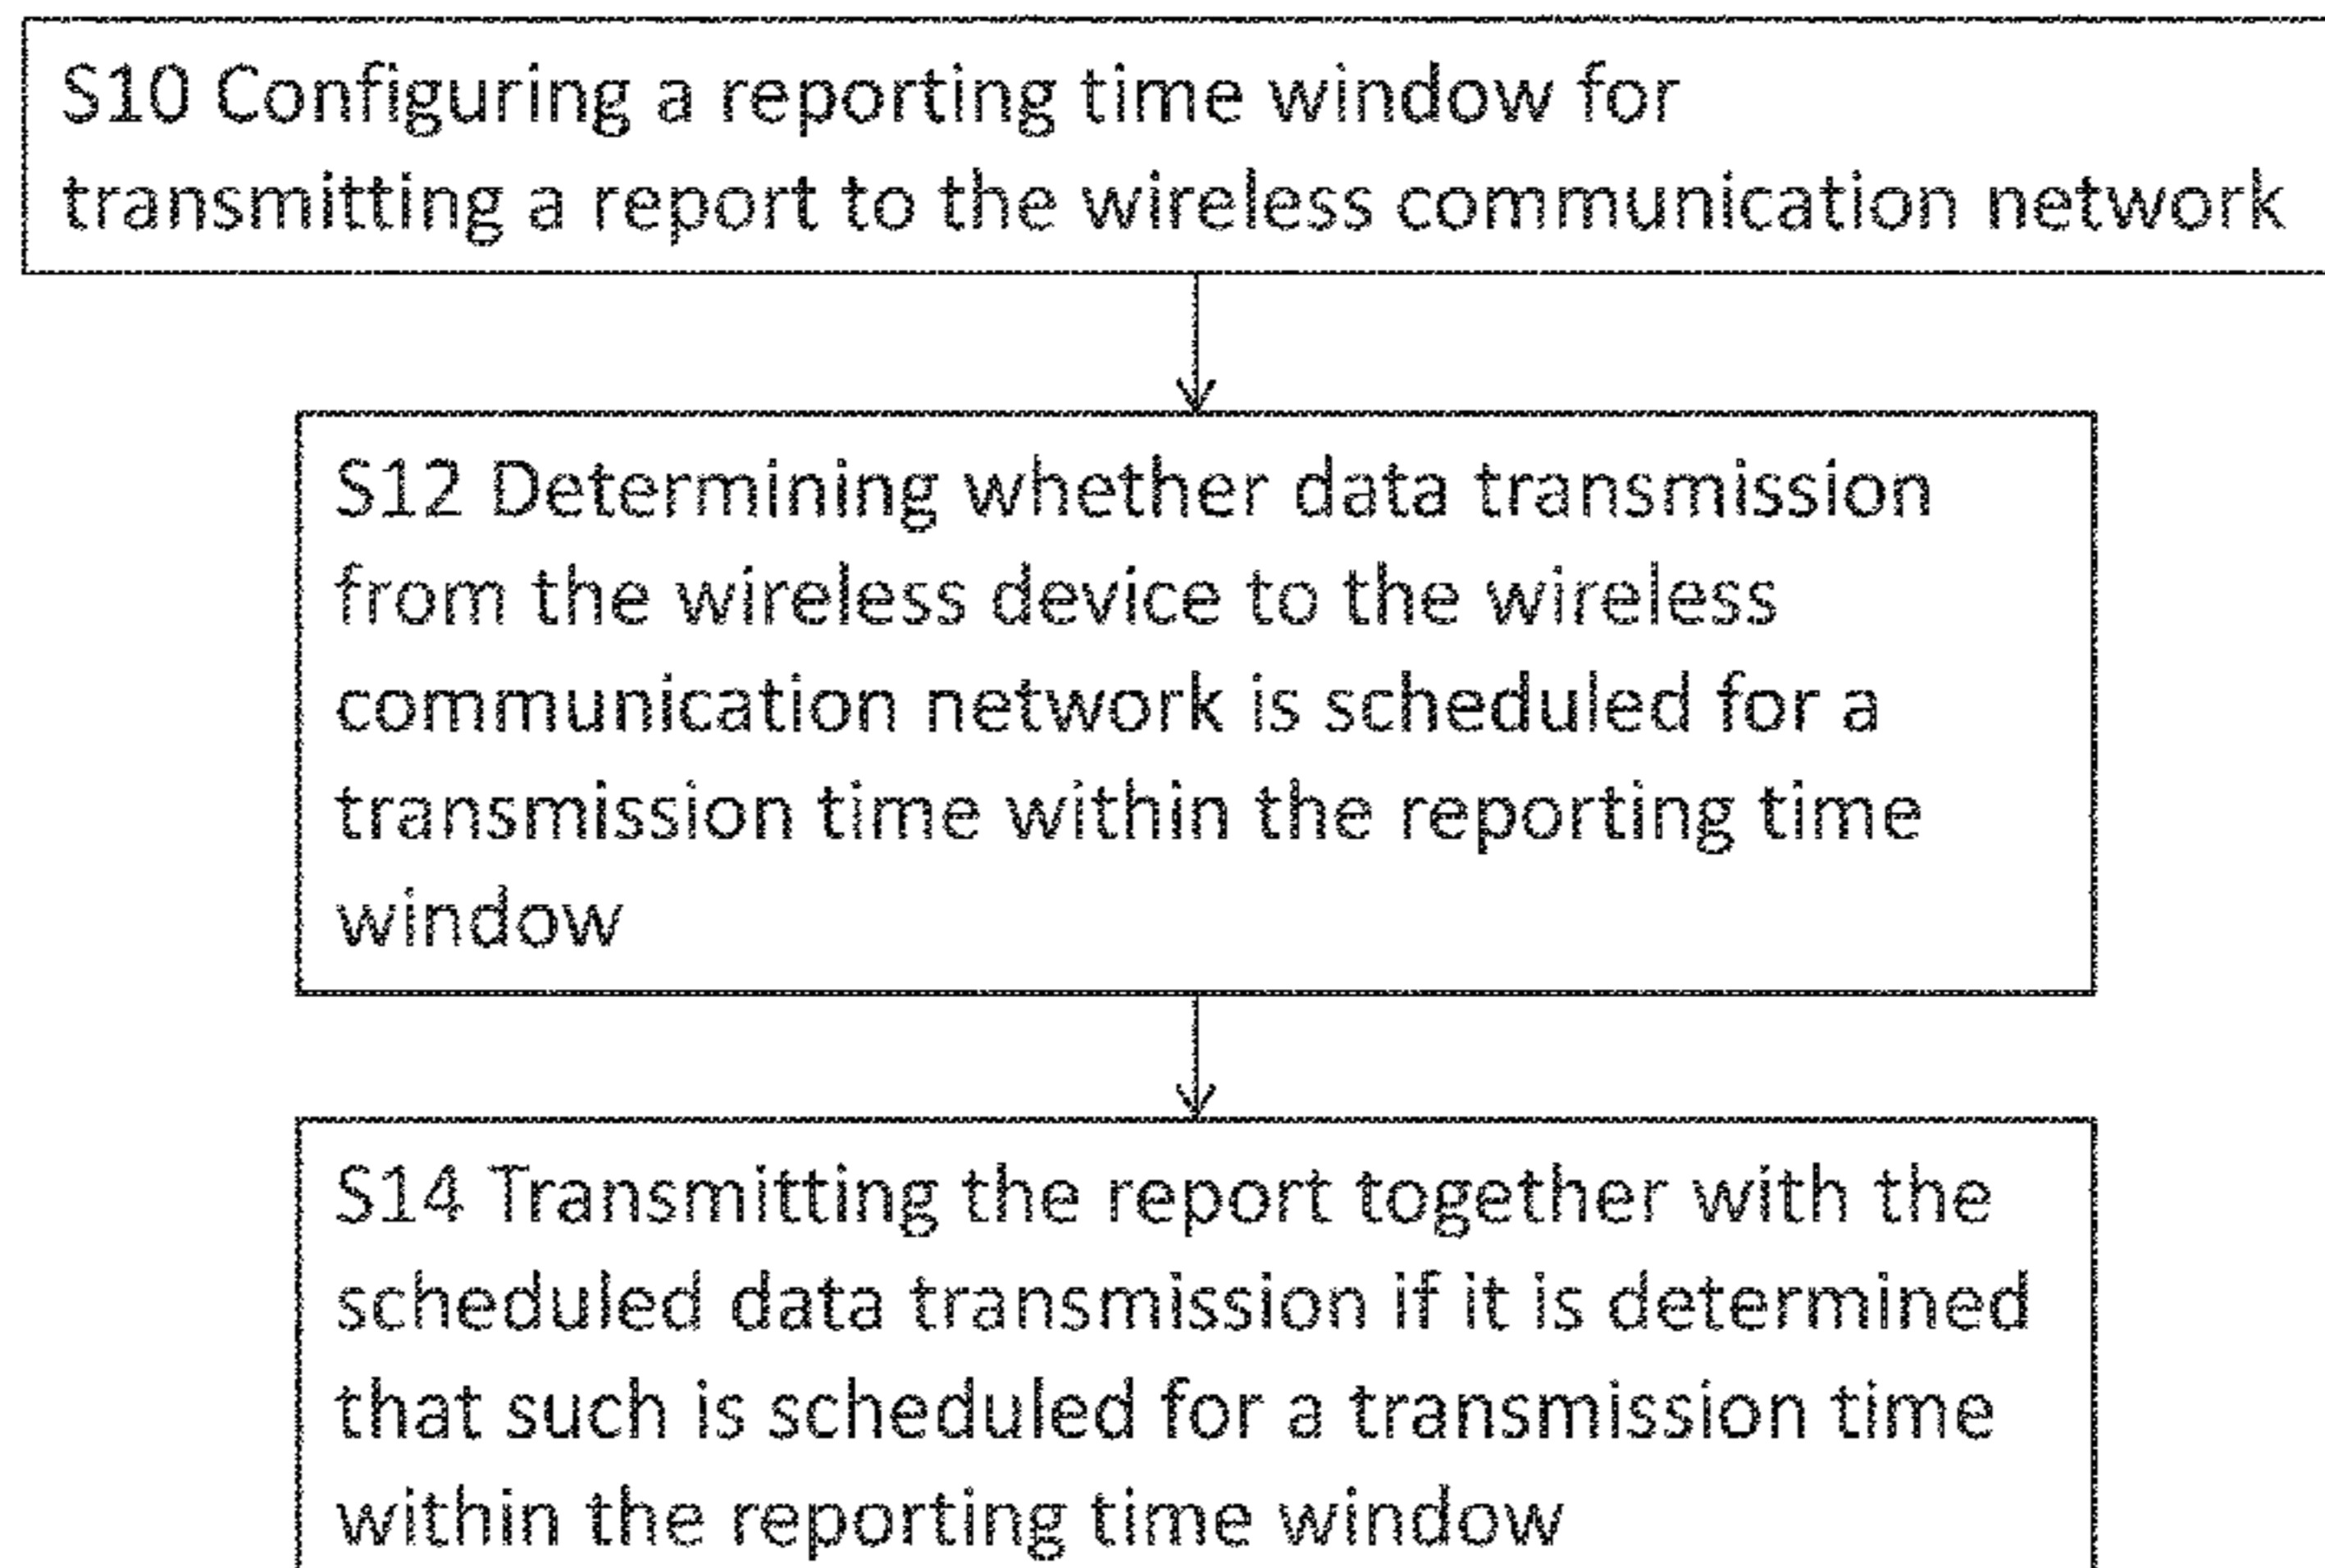 S10 Configuring a reporting time window for
transmitting a report to the wireless communication network
S12 Determining whether data transmission
from the wireless device to the wireless
communication network is scheduled for a
transmission time within the reporting time
window
S14 Transmitting the report together with the
scheduled data transmission if it is determined
that such is scheduled for a transmission time
within the reporting time window